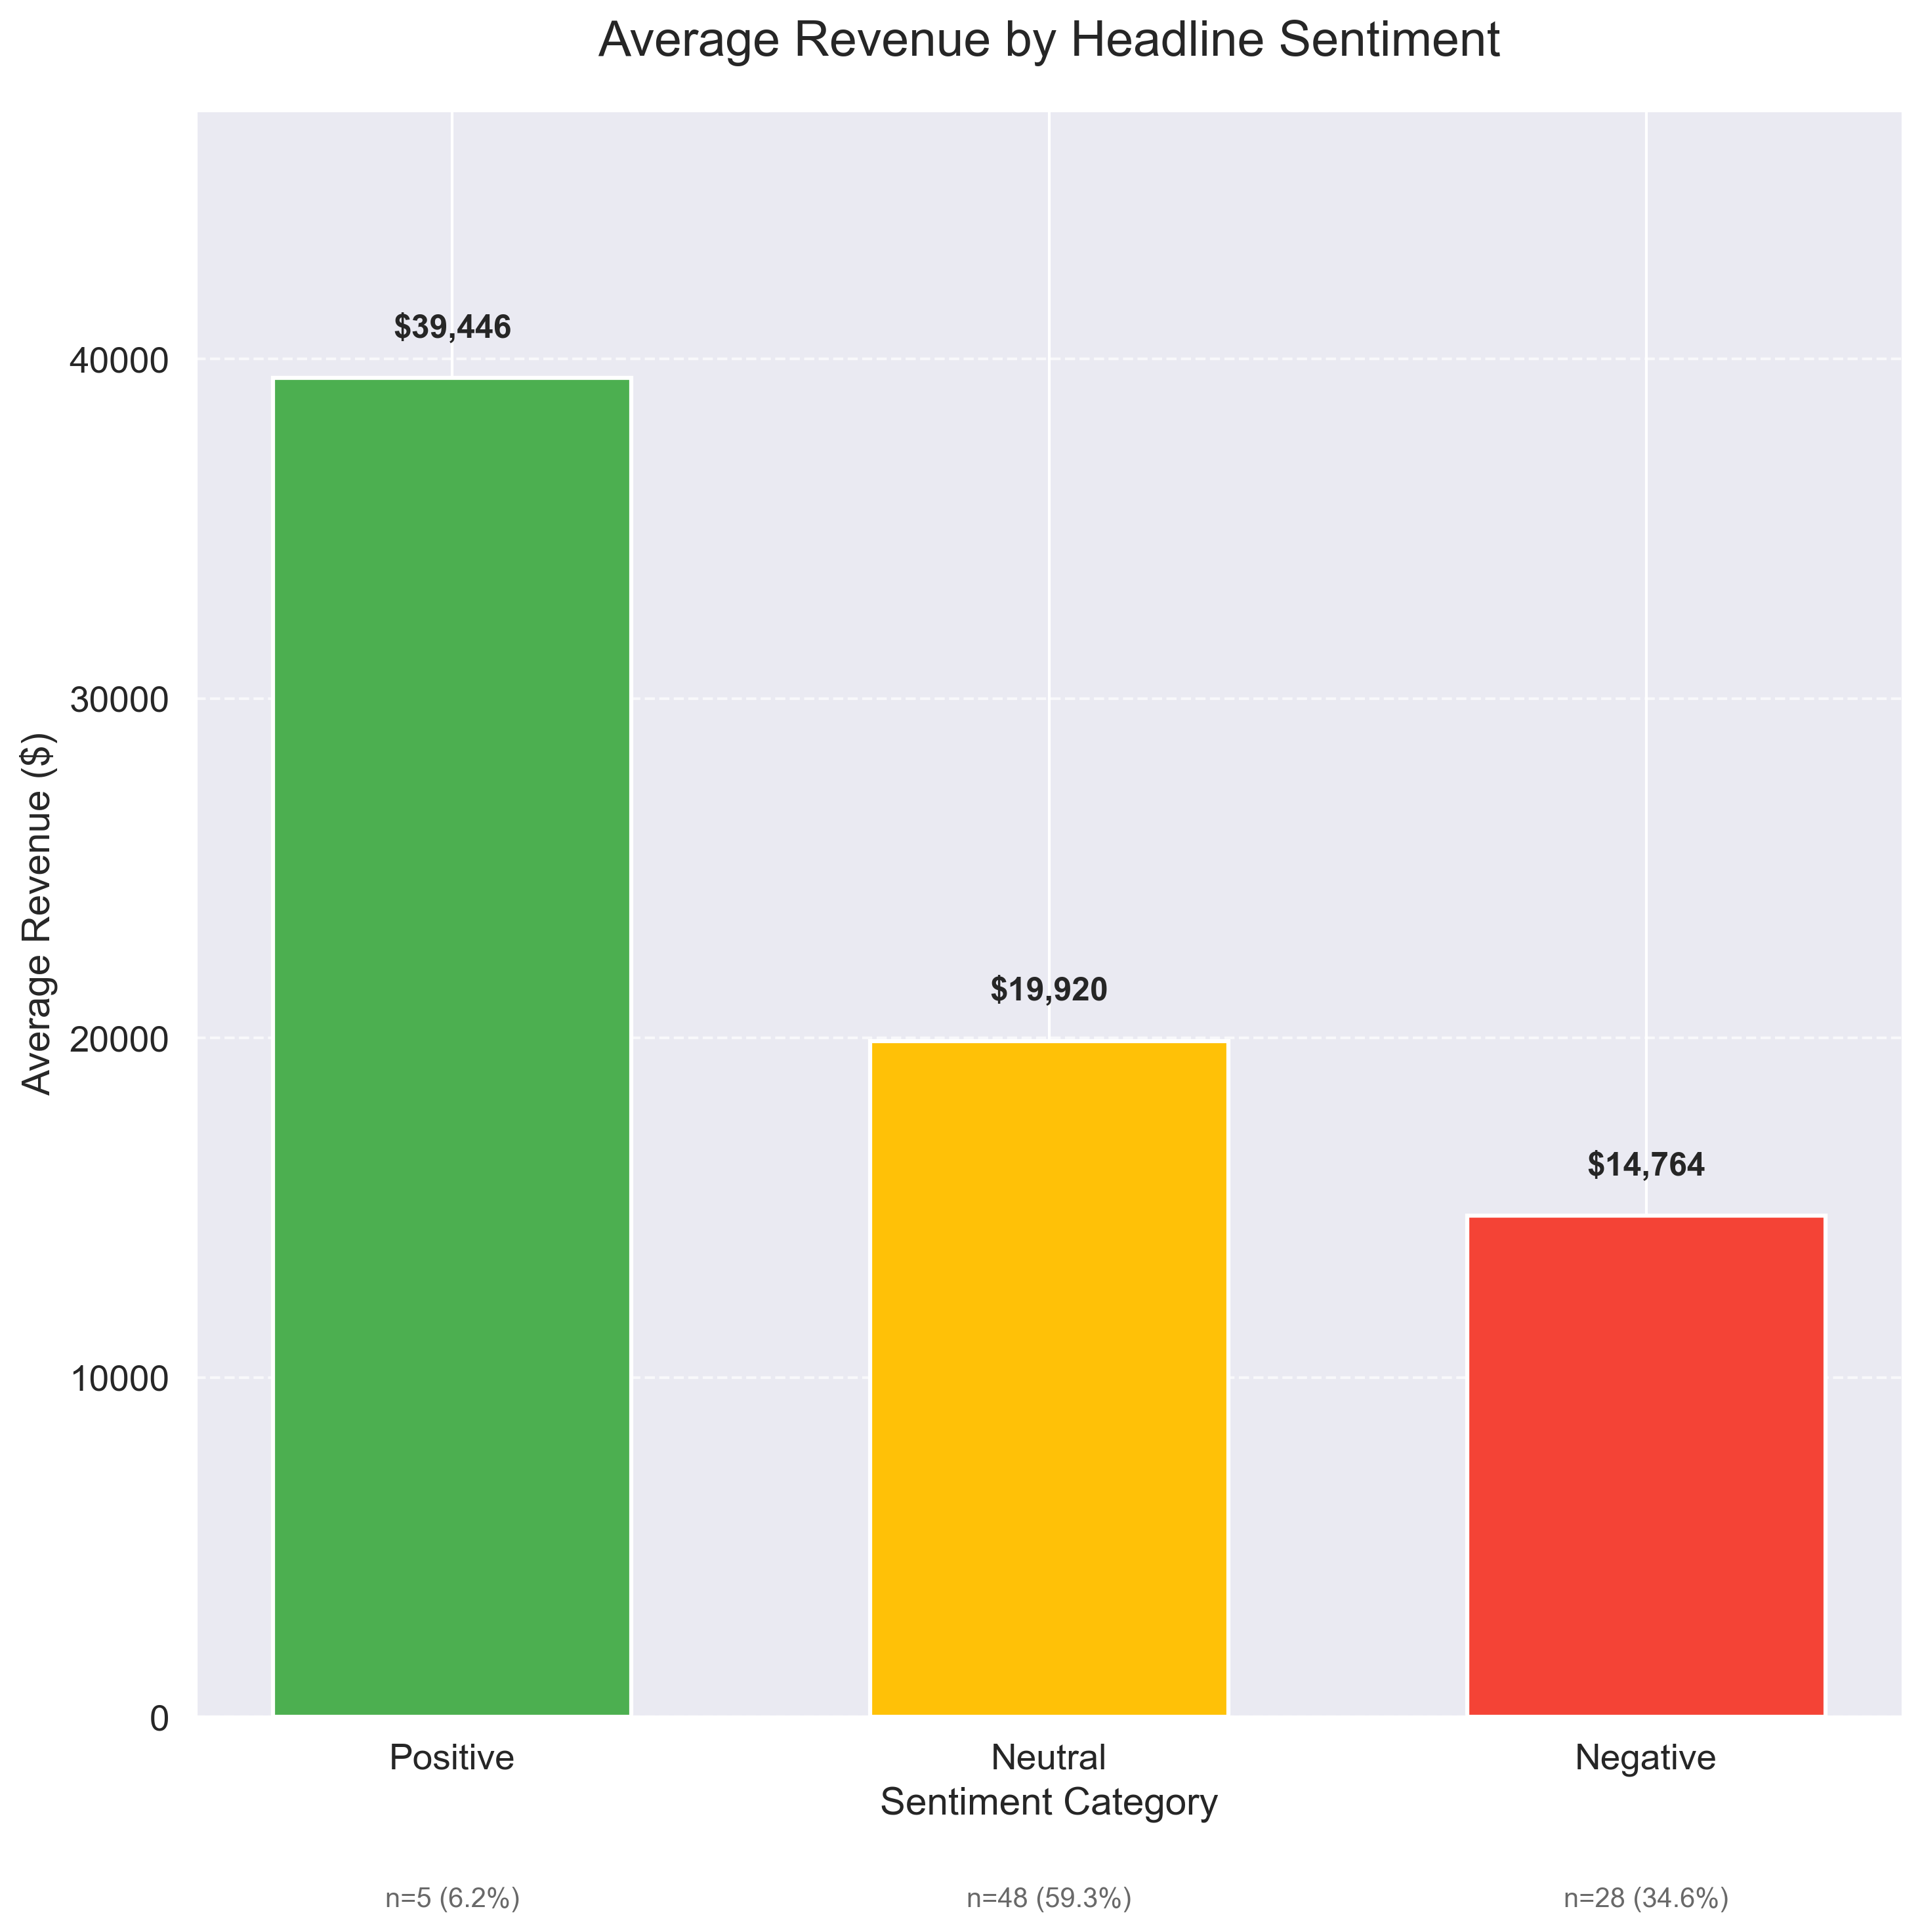 Average Revenue by Headline Sentiment
Average Revenue ($)
40000
30000
20000
10000
0
$39,446
$19,920
$14,764
Positive
Neutral
Negative
Sentiment Category
n=5 (6.2%)
n=48 (59.3%)
n=28 (34.6%)